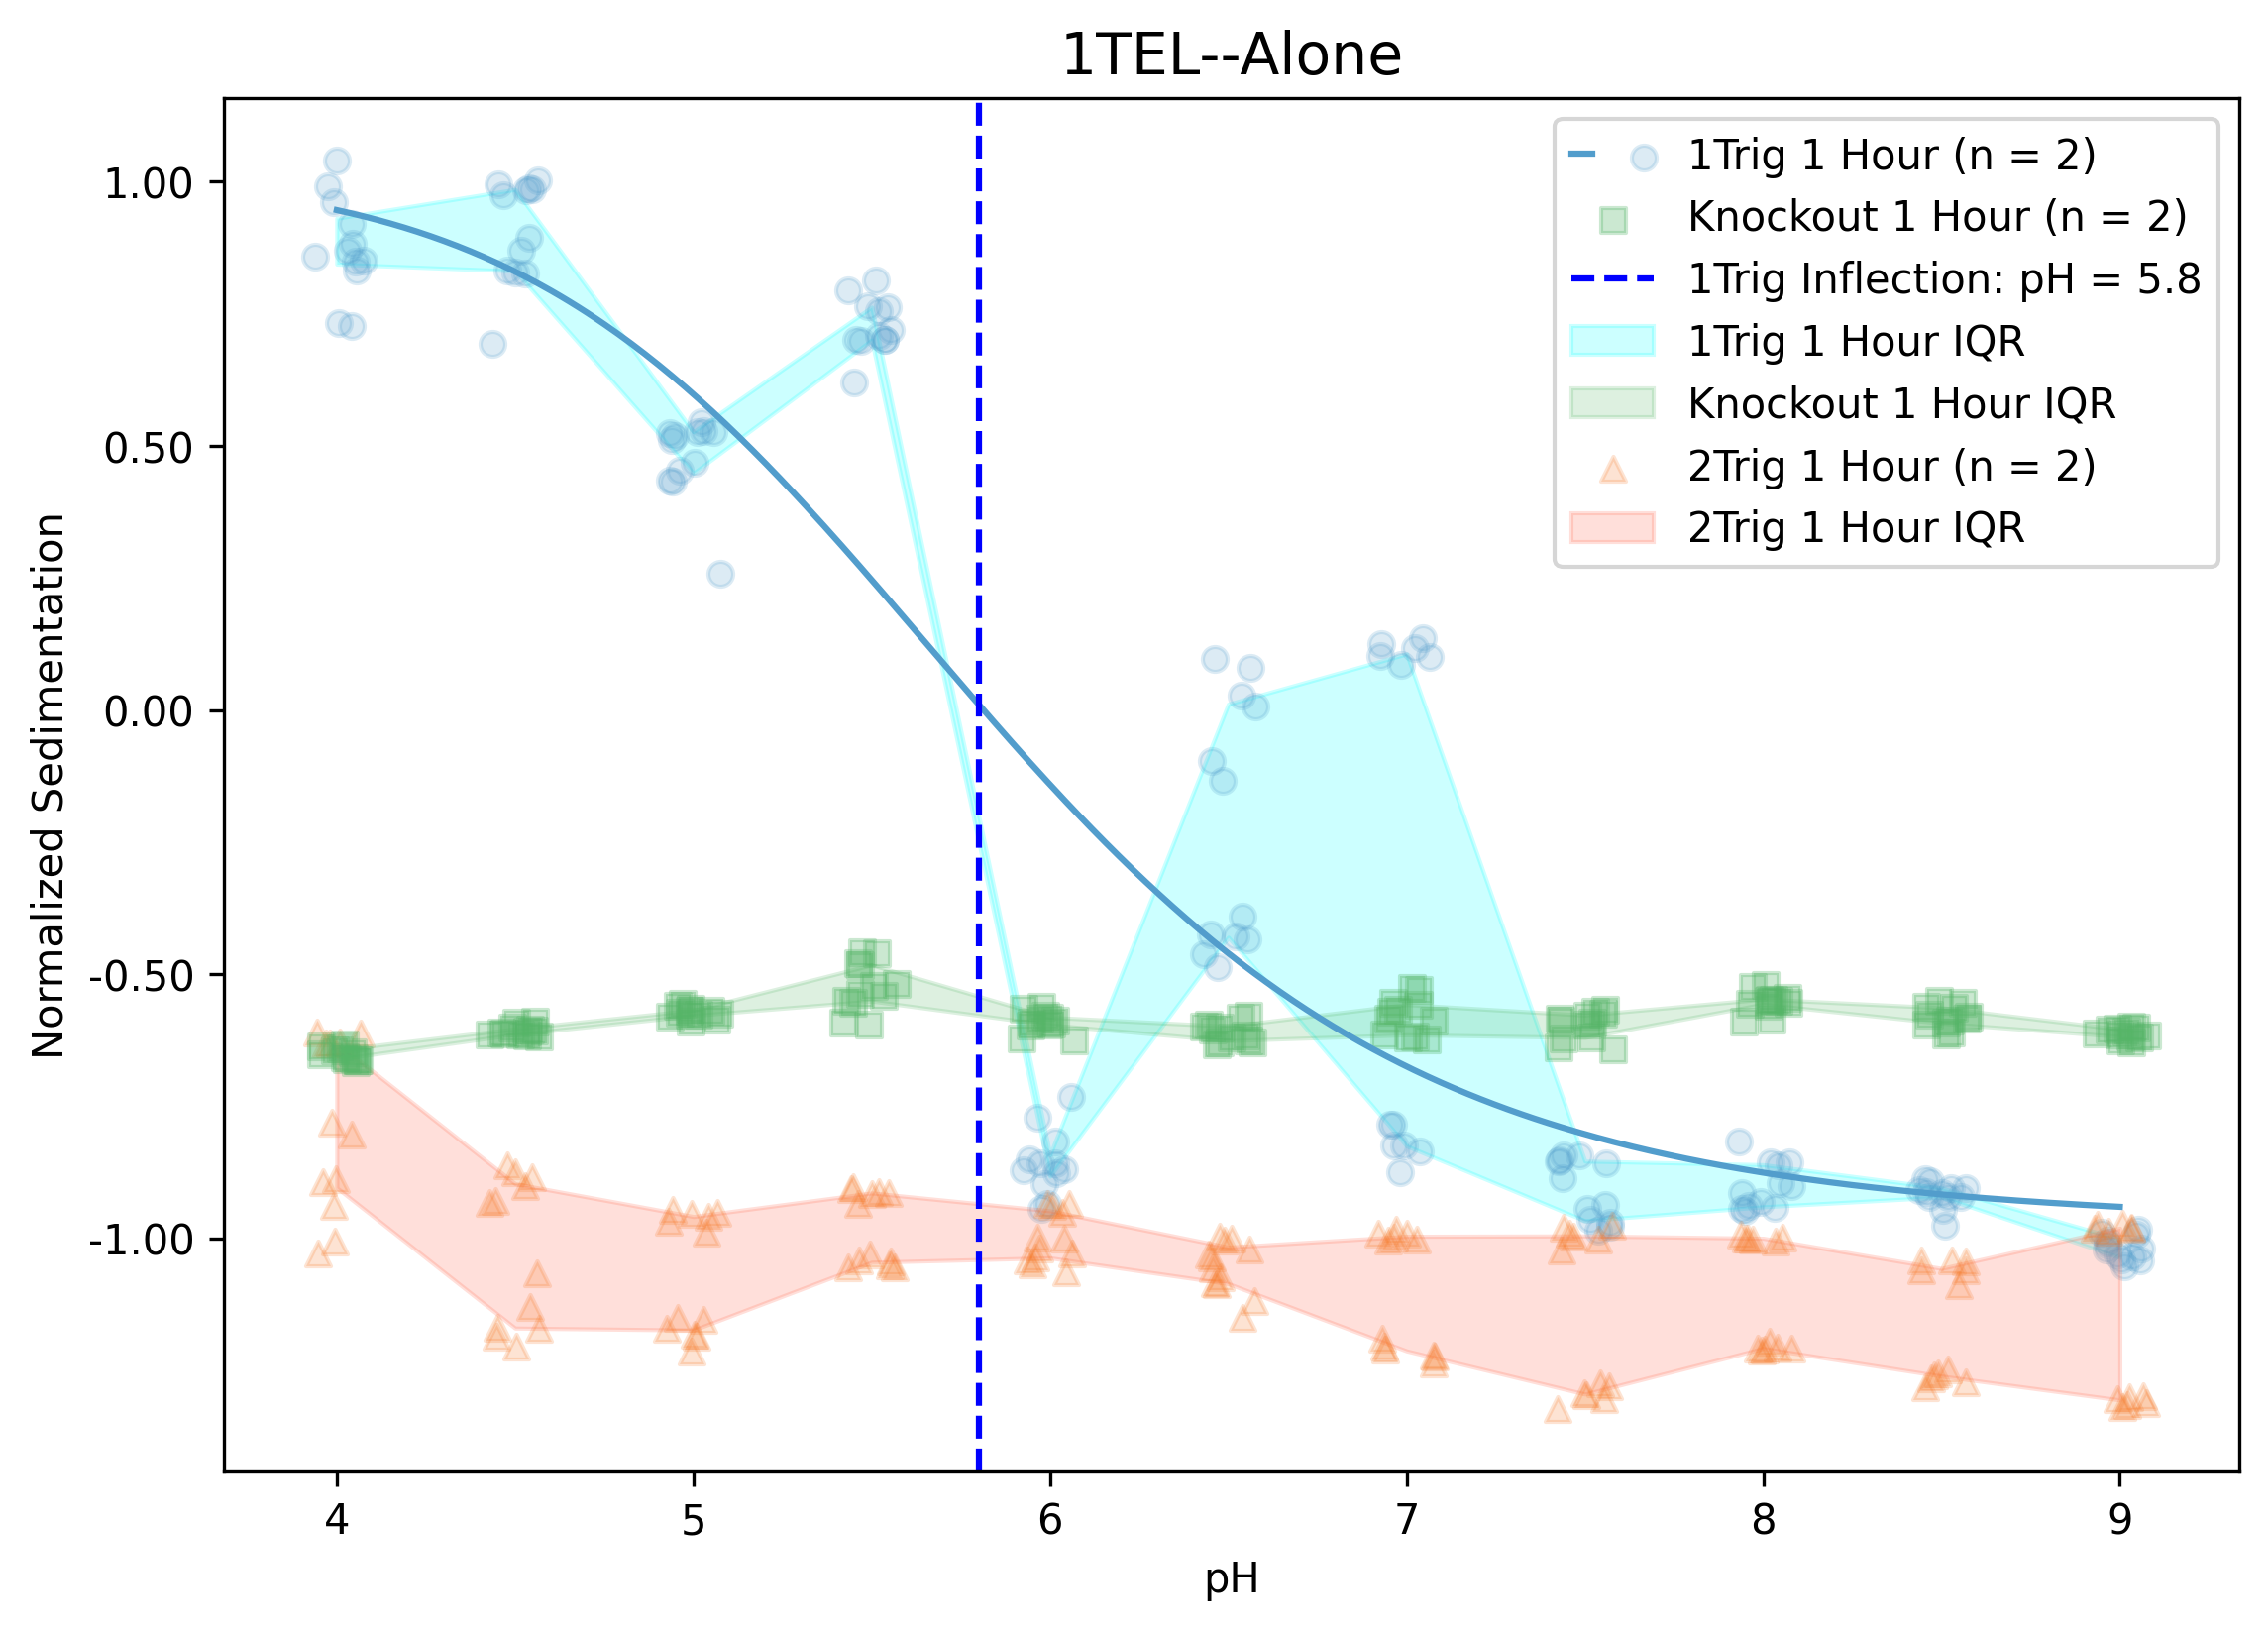 1TEL--Alone
1Trig 1 Hour (n = 2)
Knockout 1 Hour (n = 2)
1Trig Inflection: pH = 5.8
1Trig 1 Hour IQR
Knockout 1 Hour IQR
2Trig 1 Hour (n = 2)
2Trig 1 Hour IQR
Normalized Sedimentation
1.00
0.50
0.00
-0.50
-1.00
4 5 6 7 8 9
pH